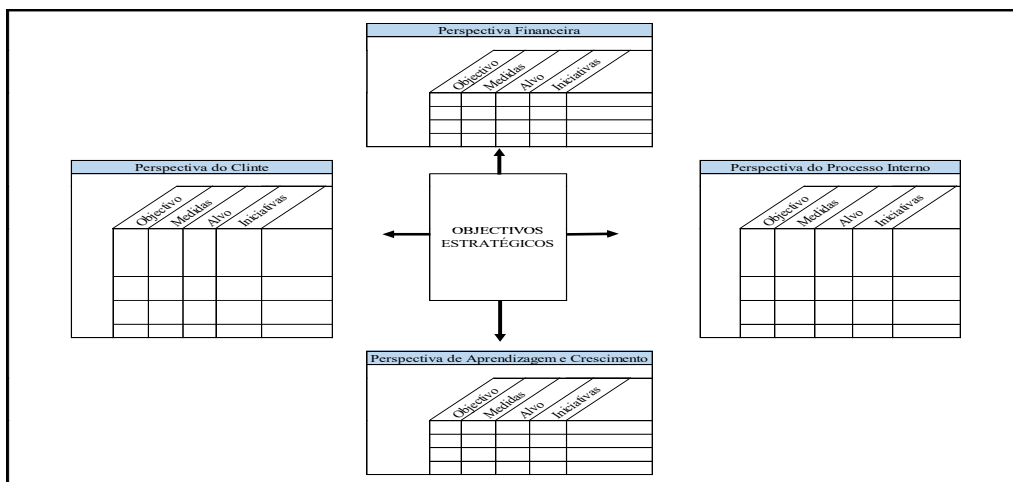 Perspectiva Financeira
Objectivo
Medidas
Alvo
Iniciativas
Perspectiva do Clinte
Objectivo
Medidas
Alvo
Iniciativas
OBJECTIVOS
ESTRATÉGICOS
Perspectiva do Processo Interno
Objectivo
Medidas
Alvo
Iniciativas
Perspectiva de Aprendizagem e Crescimento
Objectivo
Medidas
Alvo
Iniciativas